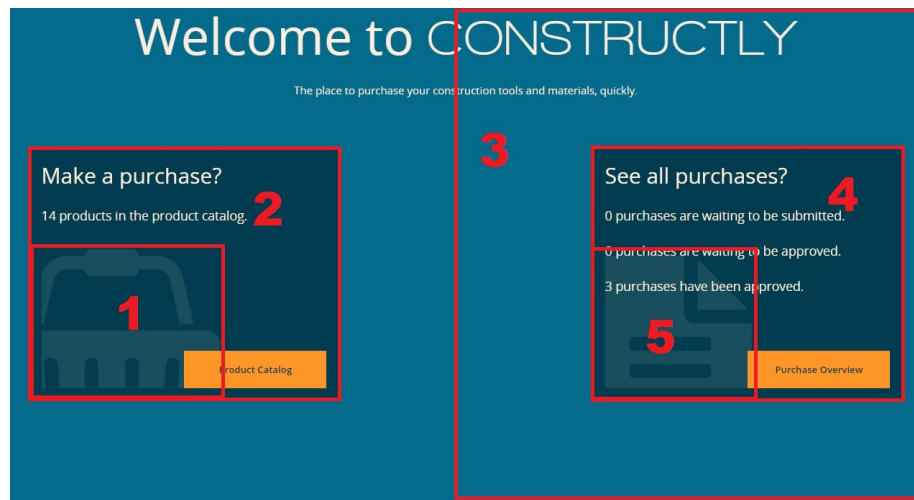 Welcome to CONSTRUCTLY
The place to purchase your construction tools and materials, quickly.
3
Make a purchase?
14 products in the product catalog.
2
1
Product Catalog
See all purchases?
4
0 purchases are waiting to be submitted.
0 purchases are waiting to be approved.
3 purchases have been approved.
5
Purchase Overview